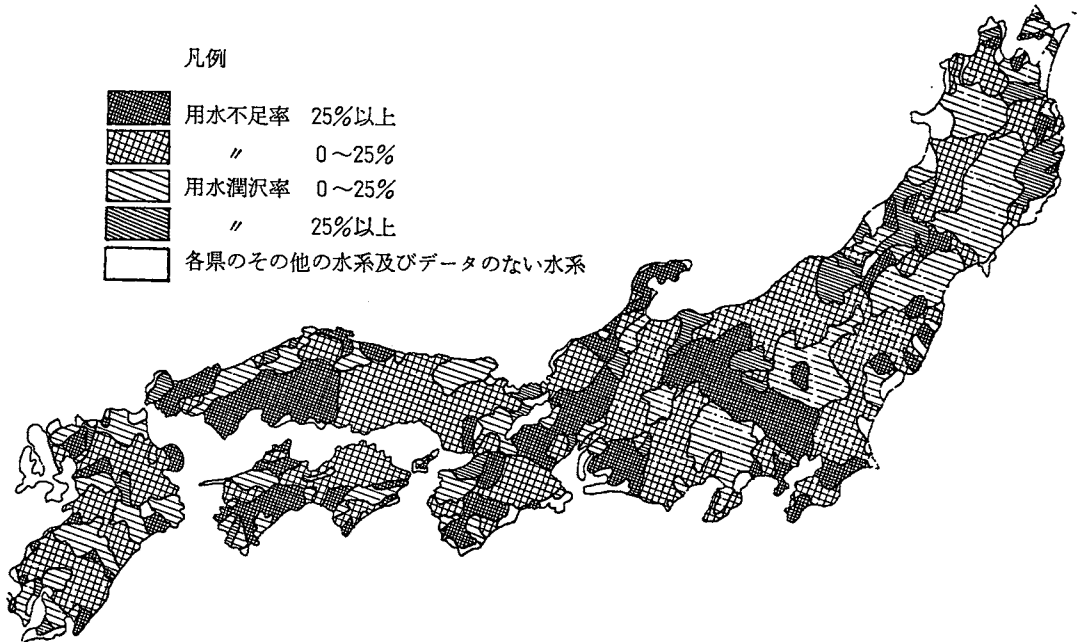 凡例
用水不足率 25%以上
〃 0～25%
用水潤沢率 0～25%
〃 25%以上
各県のその他の水系及びデータのない水系